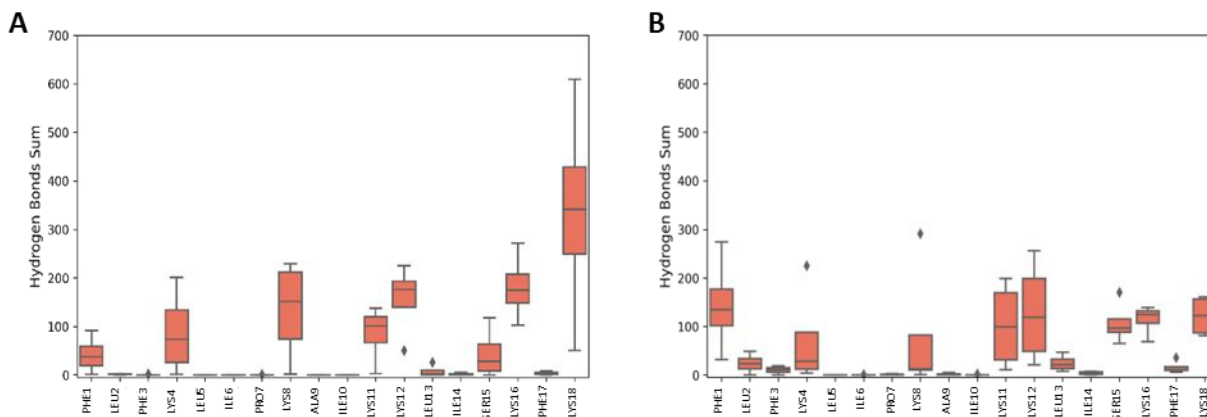 A
B
700
600
500
400
300
200
100
0
Hydrogen Bonds Sum
PHE1
LEU2
PHE3
LYS4
LEU5
ILE6
PRO7
LYS8
ALA9
ILE10
LYS11
LYS12
LEU13
ILE14
SER15
LYS16
PHE17
LYS18
700
600
500
400
300
200
100
0
Hydrogen Bonds Sum
PHE1
LEU2
PHE3
LYS4
LEU5
ILE6
PRO7
LYS8
ALA9
ILE10
LYS11
LYS12
LEU13
ILE14
SER15
LYS16
PHE17
LYS18